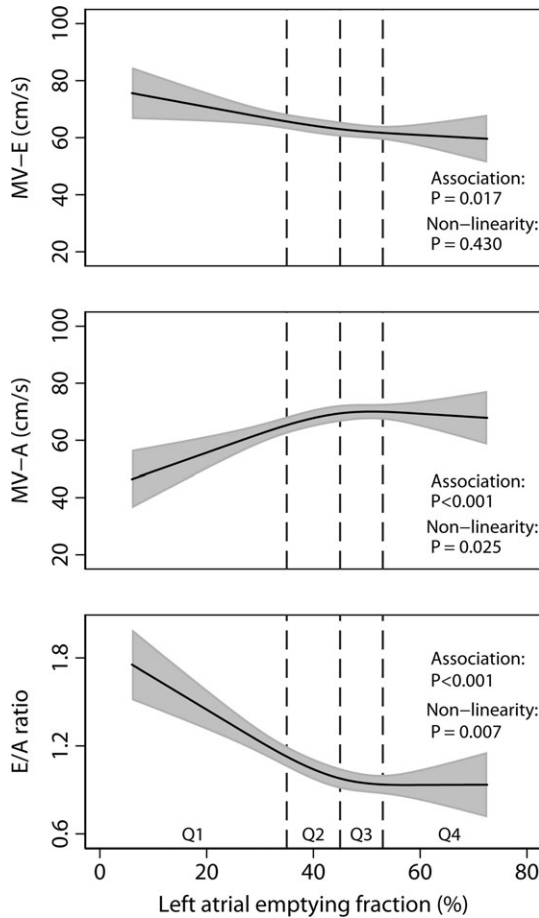 MV−E (cm/s)
100
80
60
40
20
Association:
P = 0.017
Non−linearity:
P = 0.430
MV−A (cm/s)
100
80
60
40
20
Association:
P<0.001
Non−linearity:
P = 0.025
E/A ratio
1.8
1.2
0.6
Association:
P<0.001
Non−linearity:
P = 0.007
Q1 Q2 Q3 Q4
0 20 40 60 80
Left atrial emptying fraction (%)